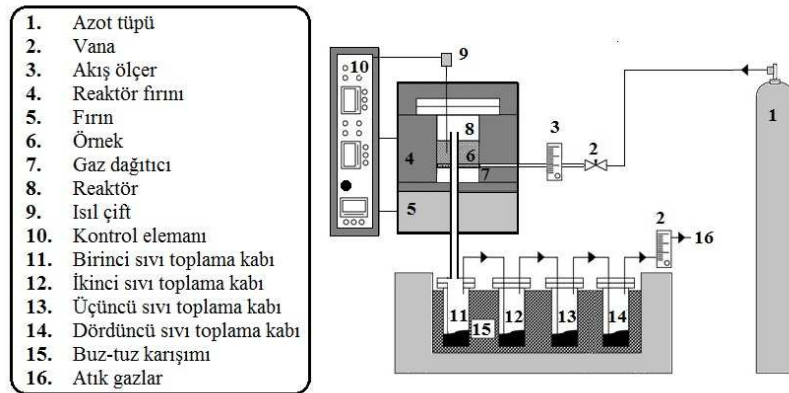 1. Azot tüpü
2. Vana
3. Akış ölçer
4. Reaktör fırını
5. Fırın
6. Örnek
7. Gaz dağıtıcı
8. Reaktör
9. Isıl çift
10. Kontrol elemanı
11. Birinci sıvı toplama kabı
12. İkinci sıvı toplama kabı
13. Üçüncü sıvı toplama kabı
14. Dördüncü sıvı toplama kabı
15. Buz-tuz karışımı
16. Atık gazlar
9
10
8
3
2
1
4
6
7
5
2
16
11
12
13
14
15